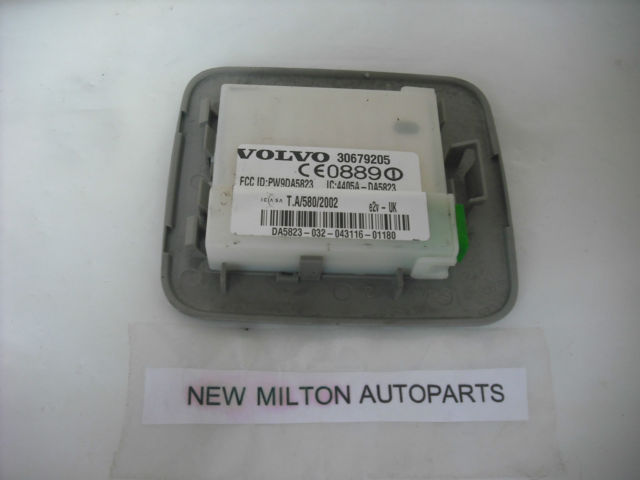 VOLVO 30679205
CE0889
FCC ID:PW9DA5823 IC:4405A-DA5823
ICASA T.A/580/2002 e2v - UK
DA5823-032-043116-01180
NEW MILTON AUTOPARTS